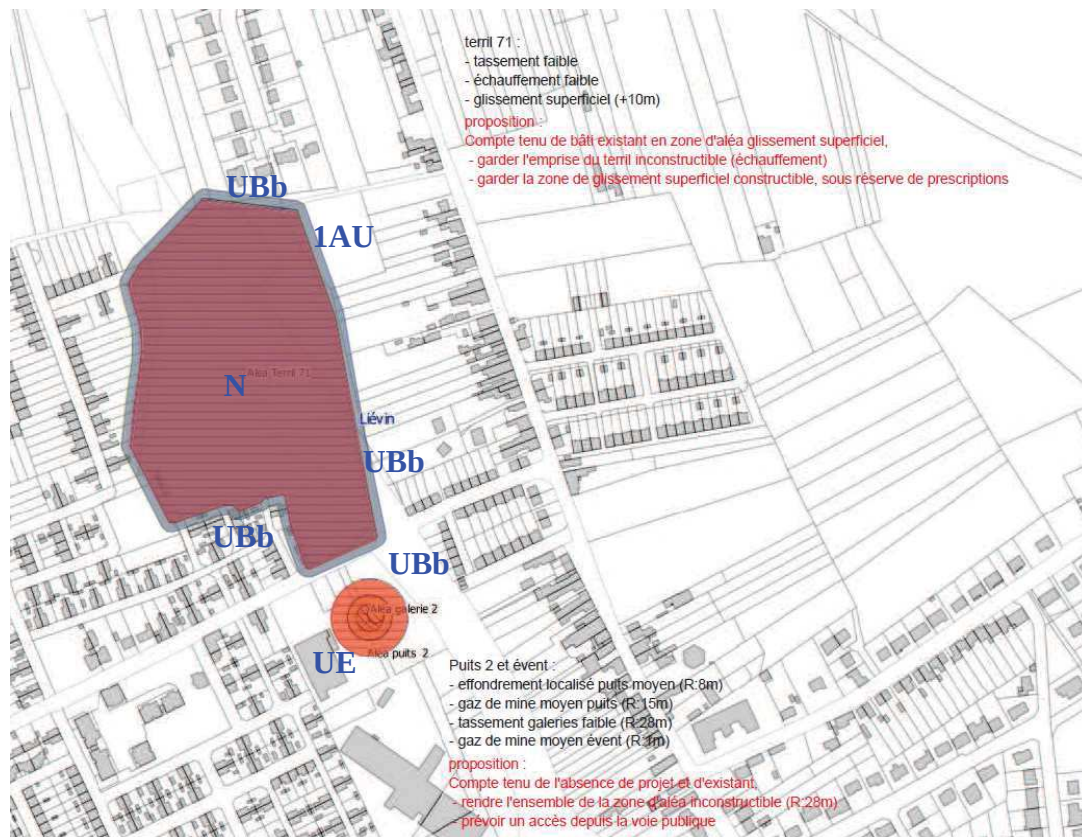 terril 71 :
- tassement faible
- échauffement faible
- glissement superficiel (+10m)
proposition :
Compte tenu de bâti existant en zone d'aléa glissement superficiel,
- garder l'emprise du terril inconstructible (échauffement)
- garder la zone de glissement superficiel constructible, sous réserve de prescriptions
UBb
1AU
Aléa Terril 71
N
Liévin
UBb
UBb
UBb
Aléa galerie 2
Aléa puits 2
UE
Puits 2 et évent :
- effondrement localisé puits moyen (R:8m)
- gaz de mine moyen puits (R:15m)
- tassement galeries faible (R:28m)
- gaz de mine moyen évent (R:1m)
proposition :
Compte tenu de l'absence de projet et d'existant,
- rendre l'ensemble de la zone d'aléa inconstructible (R:28m)
- prévoir un accès depuis la voie publique